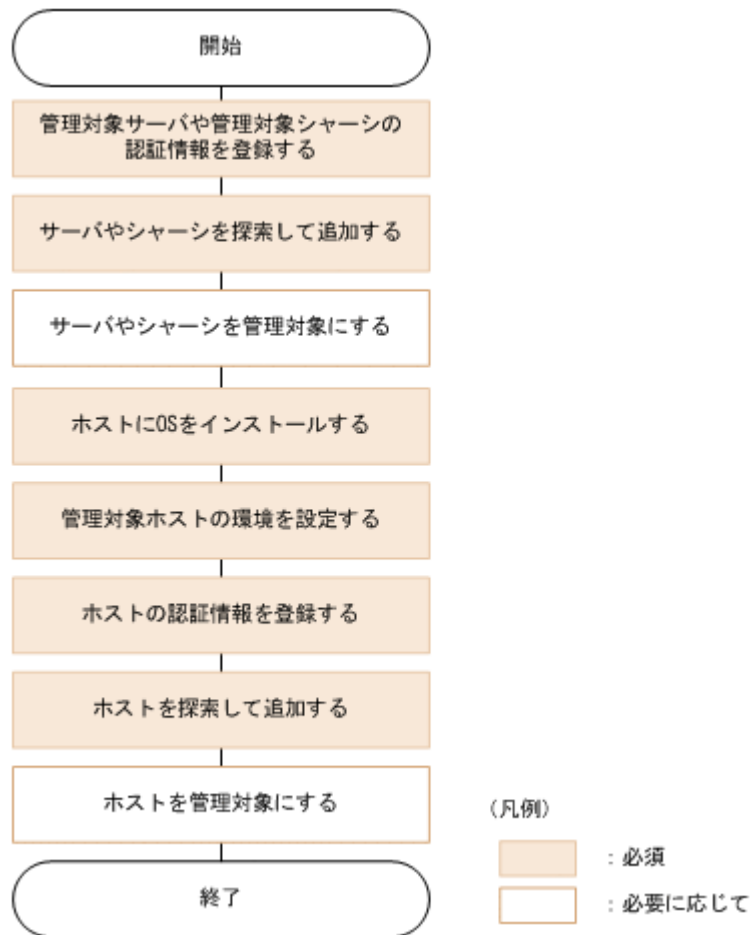 開始
管理対象サーバや管理対象シャーシの
認証情報を登録する
サーバやシャーシを探索して追加する
サーバやシャーシを管理対象にする
ホストにOSをインストールする
管理対象ホストの環境を設定する
ホストの認証情報を登録する
ホストを探索して追加する
ホストを管理対象にする
終了
(凡例)
:必須
:必要に応じて